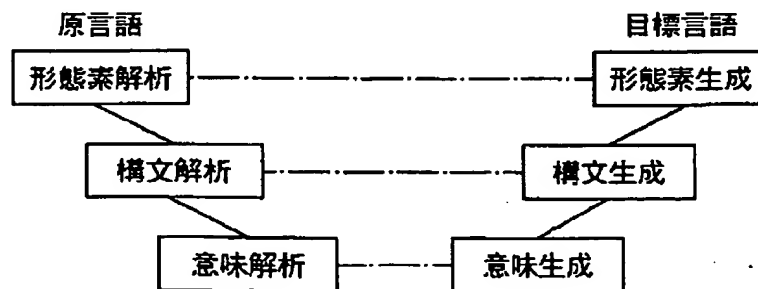 原言語 目標言語
形態素解析 形態素生成
構文解析 構文生成
意味解析 意味生成